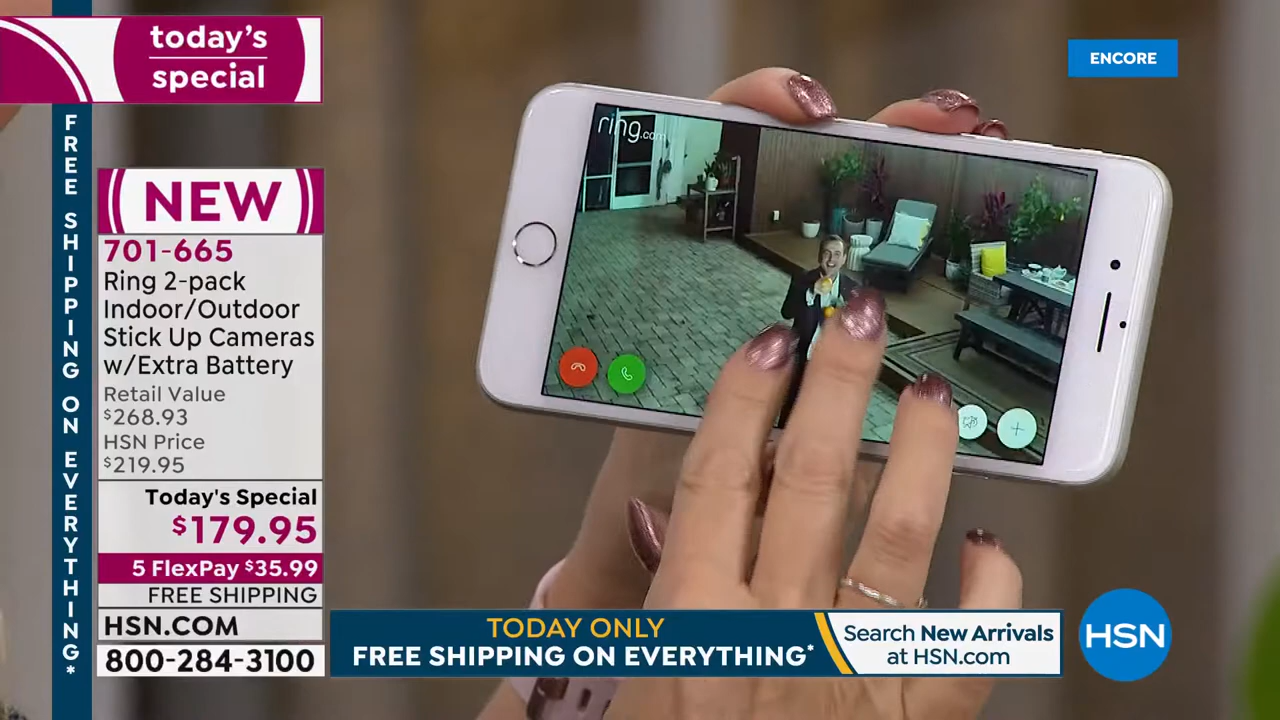 today's
special
ENCORE
FREE SHIPPING ON EVERYTHING*
NEW
701-665
Ring 2-pack
Indoor/Outdoor
Stick Up Cameras
w/Extra Battery
Retail Value
$268.93
HSN Price
$219.95
Today's Special
$179.95
5 FlexPay $35.99
FREE SHIPPING
HSN.COM
800-284-3100
ring.com
TODAY ONLY
FREE SHIPPING ON EVERYTHING*
Search New Arrivals
at HSN.com
HSN